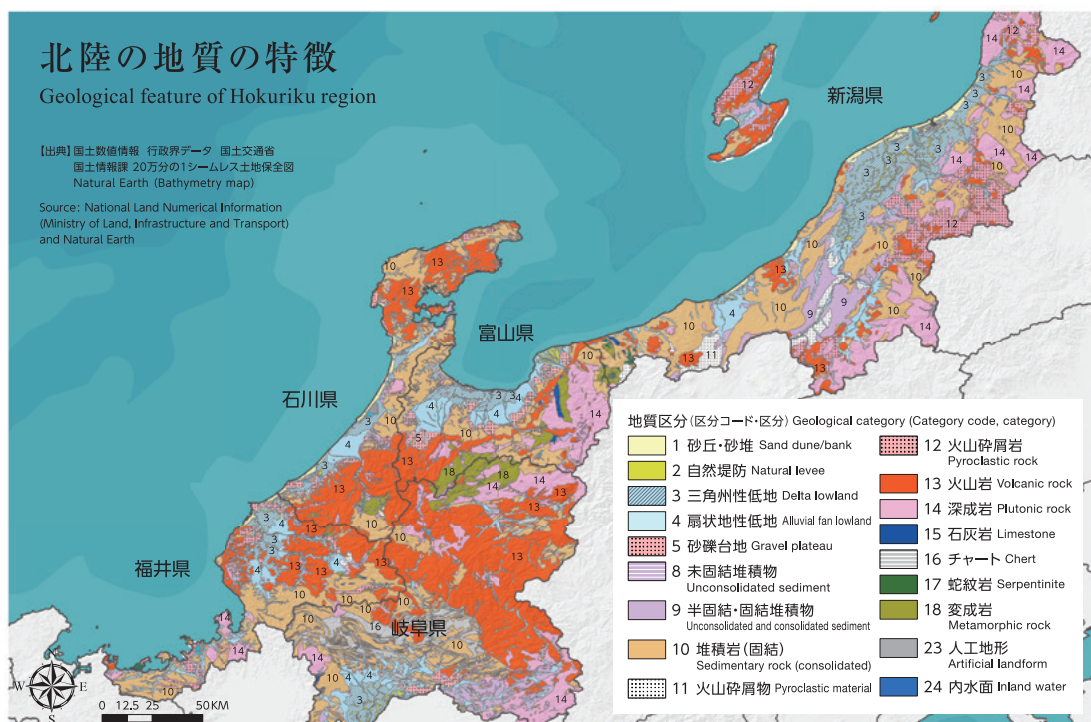 北陸の地質の特徴
Geological feature of Hokuriku region
【出典】国土数値情報 行政界データ 国土交通省
国土情報課 20万分の1シームレス土地保全図
Natural Earth (Bathymetry map)
Source: National Land Numerical Information
(Ministry of Land, Infrastructure and Transport)
and Natural Earth
新潟県
富山県
石川県
福井県
岐阜県
地質区分(区分コード・区分) Geological category (Category code, category)
1 砂丘・砂堆 Sand dune/bank
2 自然堤防 Natural levee
3 三角州性低地 Delta lowland
4 扇状地性低地 Alluvial fan lowland
5 砂礫台地 Gravel plateau
8 未固結堆積物
Unconsolidated sediment
9 半固結・固結堆積物
Unconsolidated and consolidated sediment
10 堆積岩(固結)
Sedimentary rock (consolidated)
11 火山砕屑物 Pyroclastic material
12 火山砕屑岩
Pyroclastic rock
13 火山岩 Volcanic rock
14 深成岩 Plutonic rock
15 石灰岩 Limestone
16 チャート Chert
17 蛇紋岩 Serpentinite
18 変成岩
Metamorphic rock
23 人工地形
Artificial landform
24 内水面 Inland water
N
W E
S
0 12.5 25 50KM